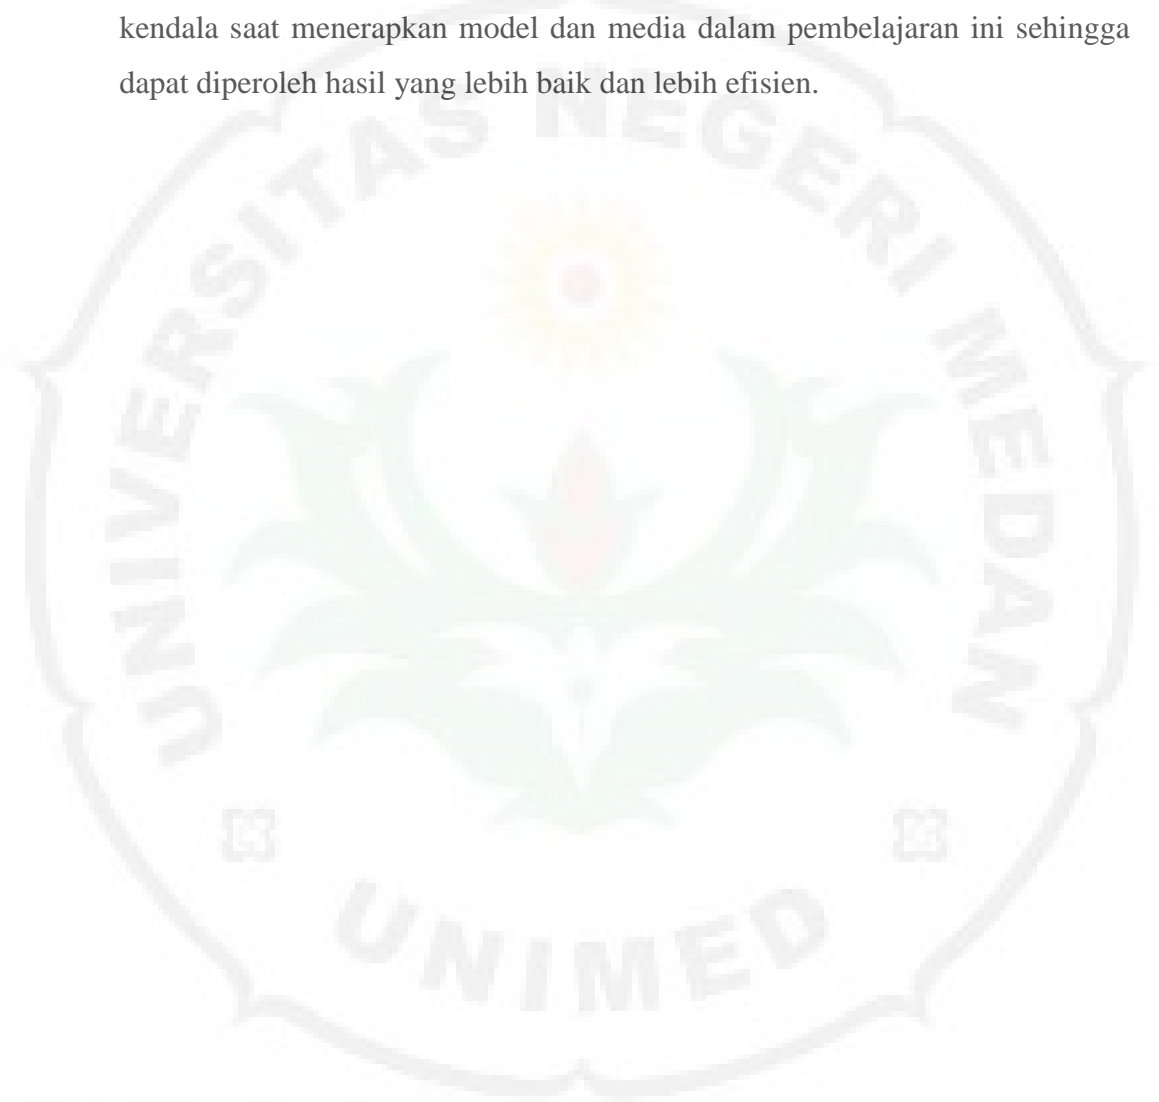 kendala saat menerapkan model dan media dalam pembelajaran ini sehingga
dapat diperoleh hasil yang lebih baik dan lebih efisien.
UNIVERSITAS NEGERI MEDAN
UNIMED